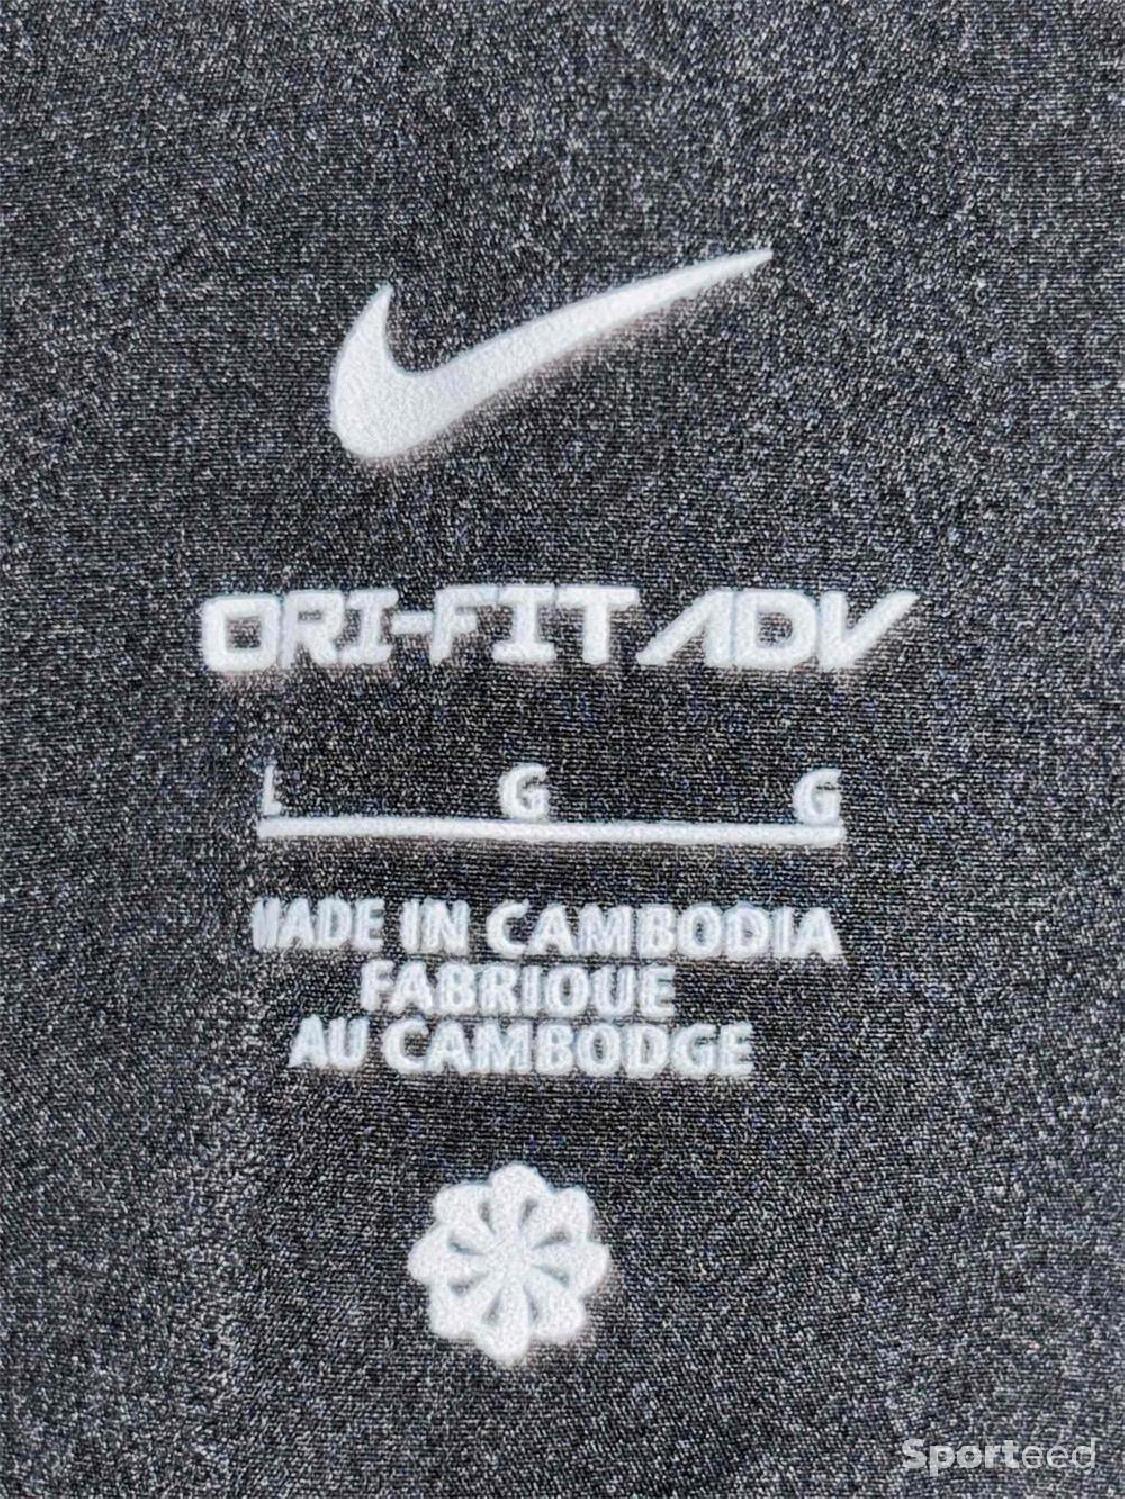 DRI-FIT ADV
L G G
MADE IN CAMBODIA
FABRIQUE
AU CAMBODGE
Sporteed